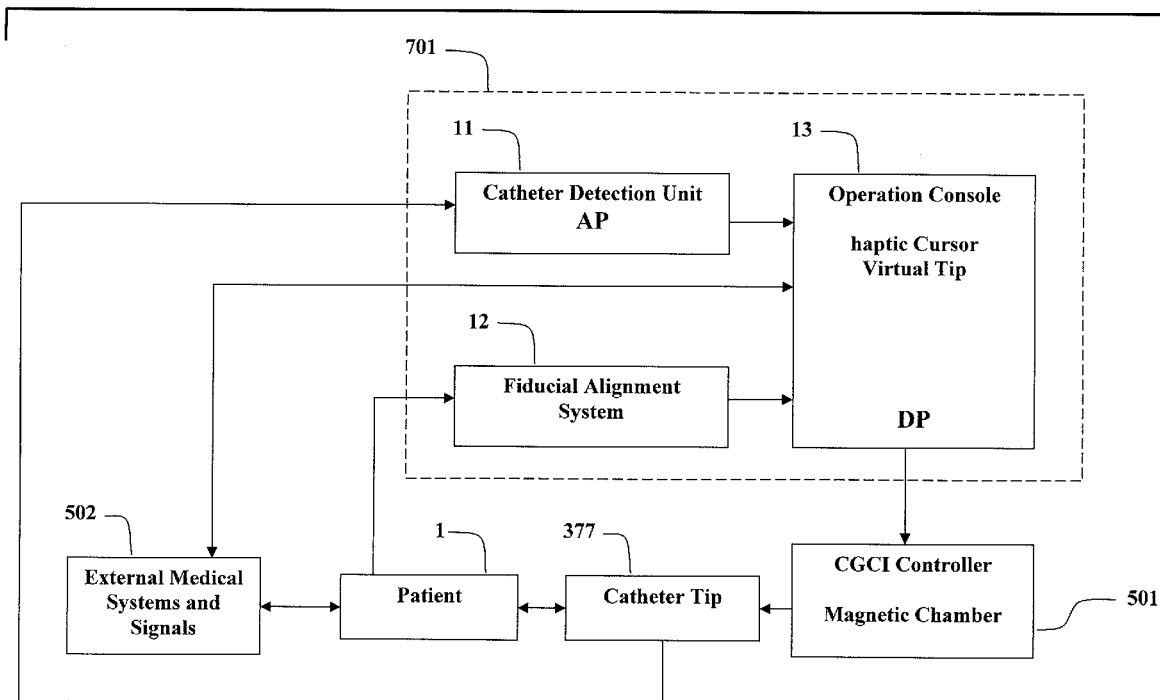 701
11
13
Catheter Detection Unit
AP
Operation Console
haptic Cursor
Virtual Tip
12
Fiducial Alignment
System
DP
502
1
377
External Medical
Systems and
Signals
Patient
Catheter Tip
CGCI Controller
Magnetic Chamber
501